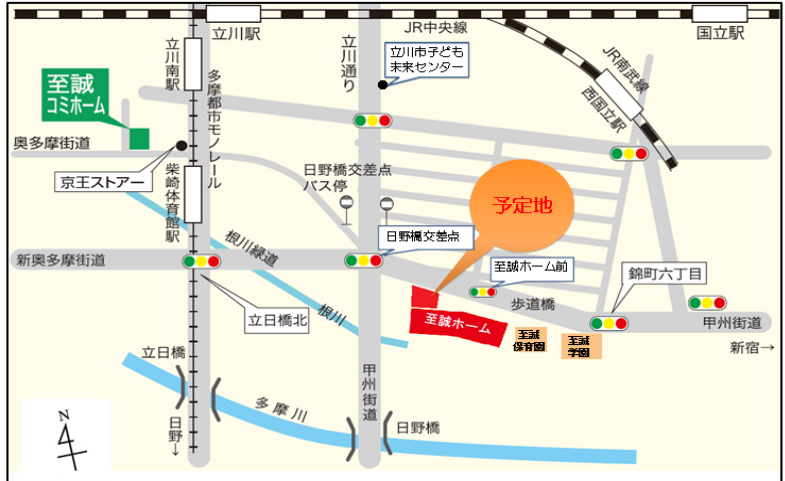 立川駅
JR中央線
国立駅
立川南駅
多摩都市モノレール
立川通り
立川市子ども
未来センター
JR南武線
西国立駅
至誠
コミホーム
奥多摩街道
京王ストアー
柴崎体育館駅
日野橋交差点
バス停
予定地
日野橋交差点
新奥多摩街道
根川緑道
至誠ホーム前
錦町六丁目
立日橋北
根川
歩道橋
至誠ホーム
至誠
保育園
至誠
学園
甲州街道
新宿→
立日橋
甲州街道
多摩川
日野橋
日野→
N